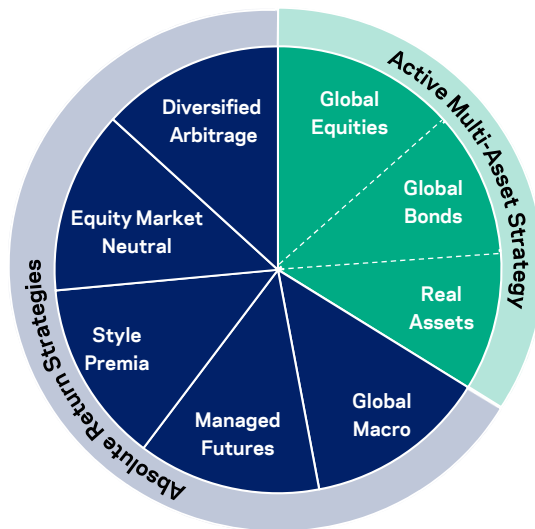 Active Multi-Asset Strategy
Global
Equities
Global
Bonds
Real
Assets
Global
Macro
Managed
Futures
Style
Premia
Equity Market
Neutral
Diversified
Arbitrage
Absolute Return Strategies